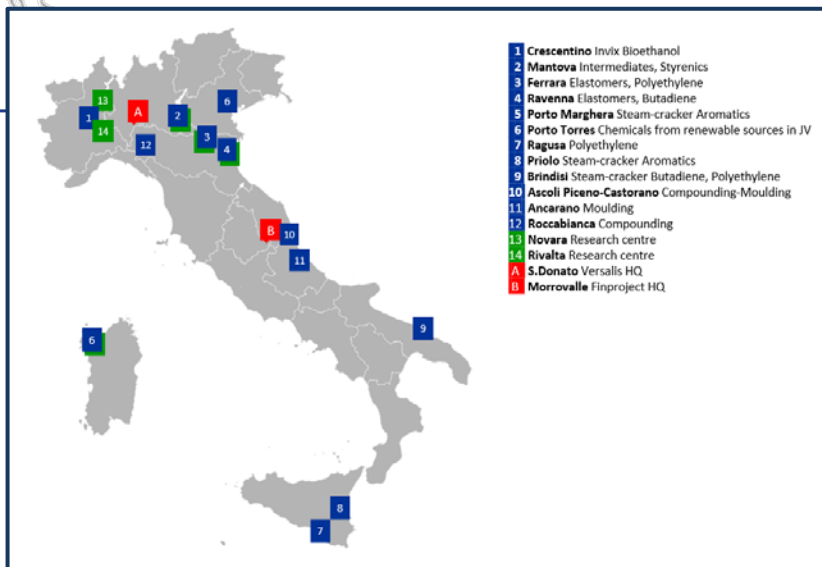 1 Crescentino Invix Bioethanol
2 Mantova Intermediates, Styrenics
3 Ferrara Elastomers, Polyethylene
4 Ravenna Elastomers, Butadiene
5 Porto Marghera Steam-cracker Aromatics
6 Porto Torres Chemicals from renewable sources in JV
7 Ragusa Polyethylene
8 Priolo Steam-cracker Aromatics
9 Brindisi Steam-cracker Butadiene, Polyethylene
10 Ascoli Piceno-Castorano Compounding-Moulding
11 Ancarano Moulding
12 Roccabianca Compounding
13 Novara Research centre
14 Rivalta Research centre
A S.Donato Versalis HQ
B Morrovalle Finproject HQ
13
6
A
1
2
14
3
12
4
B
10
11
9
6
8
7